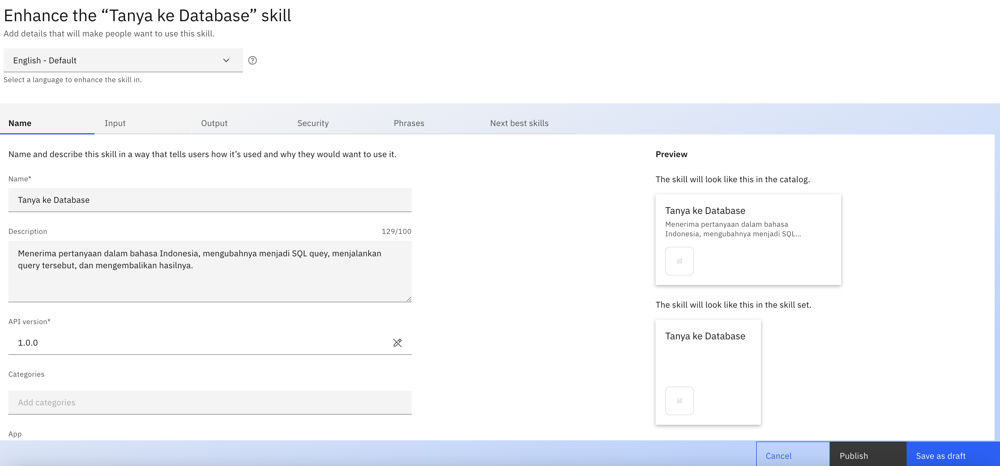 Enhance the “Tanya ke Database” skill
Add details that will make people want to use this skill.
English - Default
Select a language to enhance the skill in.
Name
Input
Output
Security
Phrases
Next best skills
Name and describe this skill in a way that tells users how it’s used and why they would want to use it.
Name*
Tanya ke Database
Description
129/100
Menerima pertanyaan dalam bahasa Indonesia, mengubahnya menjadi SQL quey, menjalankan
query tersebut, dan mengembalikan hasilnya.
API version*
1.0.0
Categories
Add categories
App
Preview
The skill will look like this in the catalog.
Tanya ke Database
Menerima pertanyaan dalam bahasa
Indonesia, mengubahnya menjadi SQL...
The skill will look like this in the skill set.
Tanya ke Database
Cancel
Publish
Save as draft